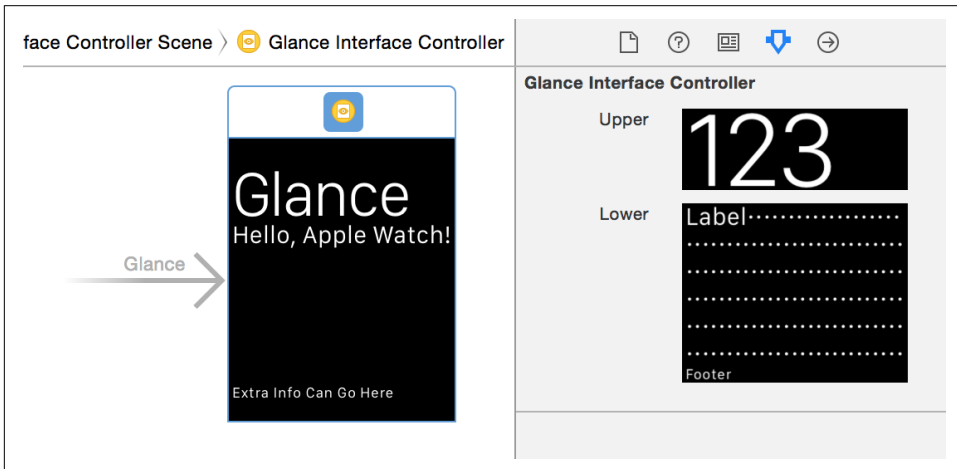 face Controller Scene 〉 Glance Interface Controller
Glance Interface Controller
Upper
123
Lower
Label
Footer
Glance
Glance
Hello, Apple Watch!
Extra Info Can Go Here